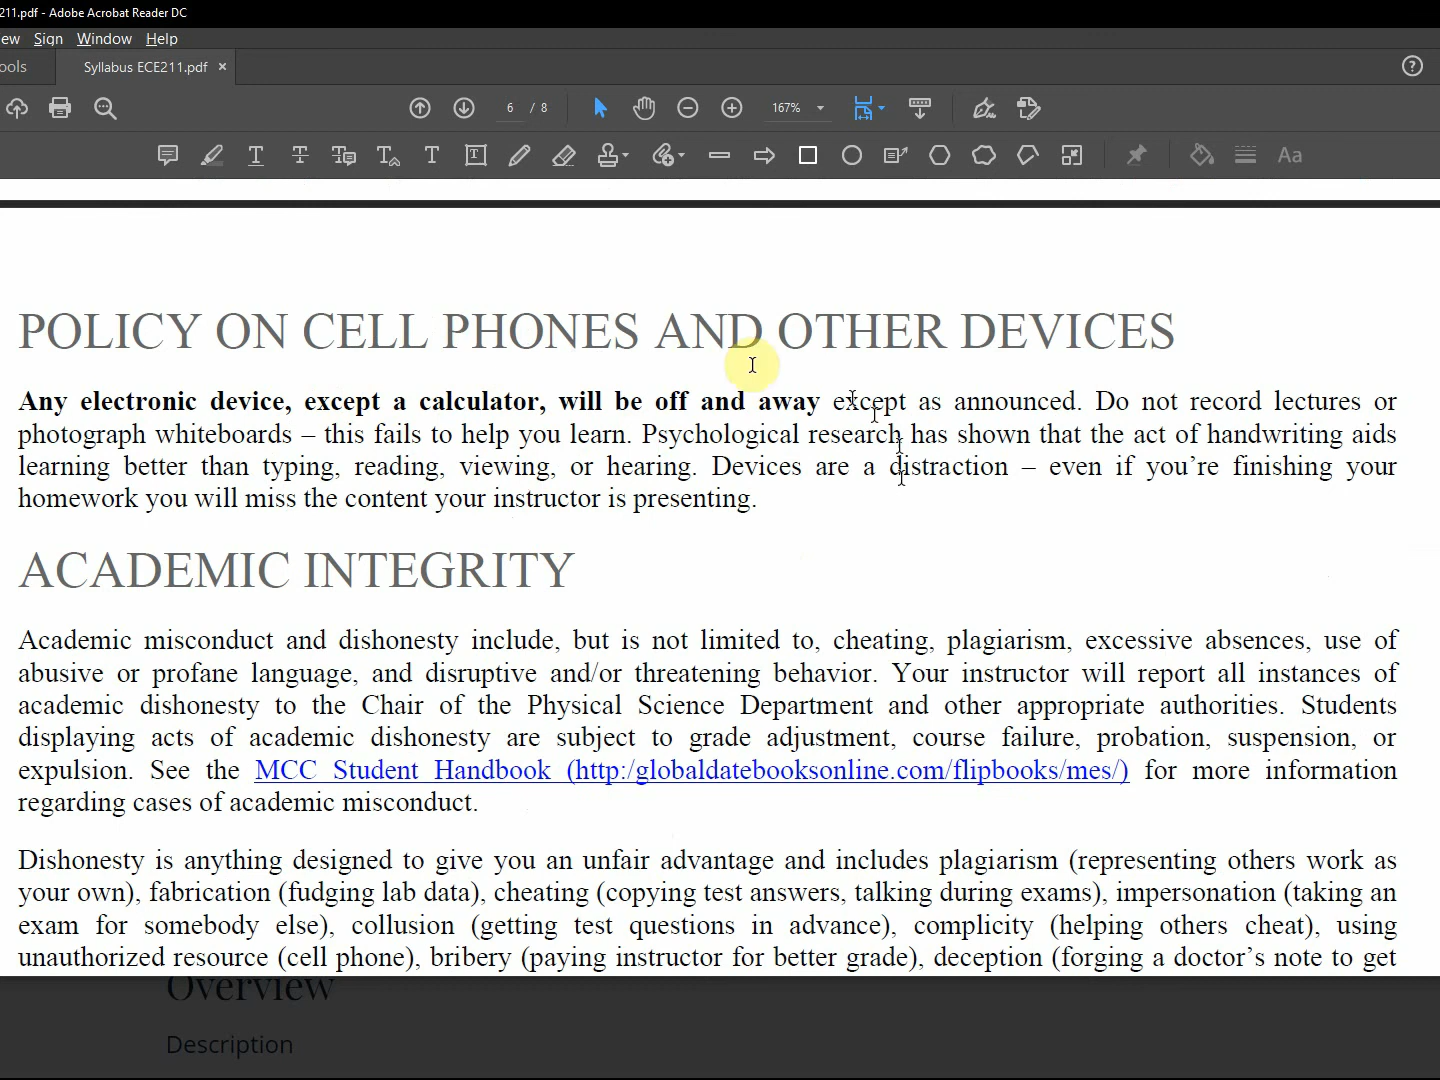 211.pdf - Adobe Acrobat Reader DC
ew Sign Window Help
ools Syllabus ECE211.pdf ×
6 / 8 167%
Aa
POLICY ON CELL PHONES AND OTHER DEVICES
Any electronic device, except a calculator, will be off and away except as announced. Do not record lectures or
photograph whiteboards – this fails to help you learn. Psychological research has shown that the act of handwriting aids
learning better than typing, reading, viewing, or hearing. Devices are a distraction – even if you’re finishing your
homework you will miss the content your instructor is presenting.
ACADEMIC INTEGRITY
Academic misconduct and dishonesty include, but is not limited to, cheating, plagiarism, excessive absences, use of
abusive or profane language, and disruptive and/or threatening behavior. Your instructor will report all instances of
academic dishonesty to the Chair of the Physical Science Department and other appropriate authorities. Students
displaying acts of academic dishonesty are subject to grade adjustment, course failure, probation, suspension, or
expulsion. See the MCC Student Handbook (http:/globaldatebooksonline.com/flipbooks/mes/) for more information
regarding cases of academic misconduct.
Dishonesty is anything designed to give you an unfair advantage and includes plagiarism (representing others work as
your own), fabrication (fudging lab data), cheating (copying test answers, talking during exams), impersonation (taking an
exam for somebody else), collusion (getting test questions in advance), complicity (helping others cheat), using
unauthorized resource (cell phone), bribery (paying instructor for better grade), deception (forging a doctor’s note to get
Overview
Description